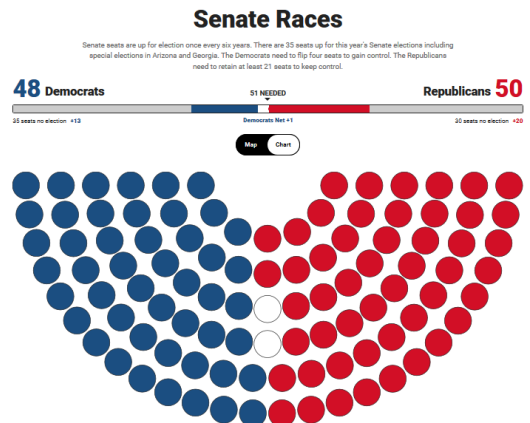 Senate Races
Senate seats are up for election once every six years. There are 35 seats up for this year's Senate elections including
special elections in Arizona and Georgia. The Democrats need to flip four seats to gain control. The Republicans
need to retain at least 21 seats to keep control.
48 Democrats
51 NEEDED
Republicans 50
35 seats no election +13
Democrats Net +1
30 seats no election +20
Map
Chart